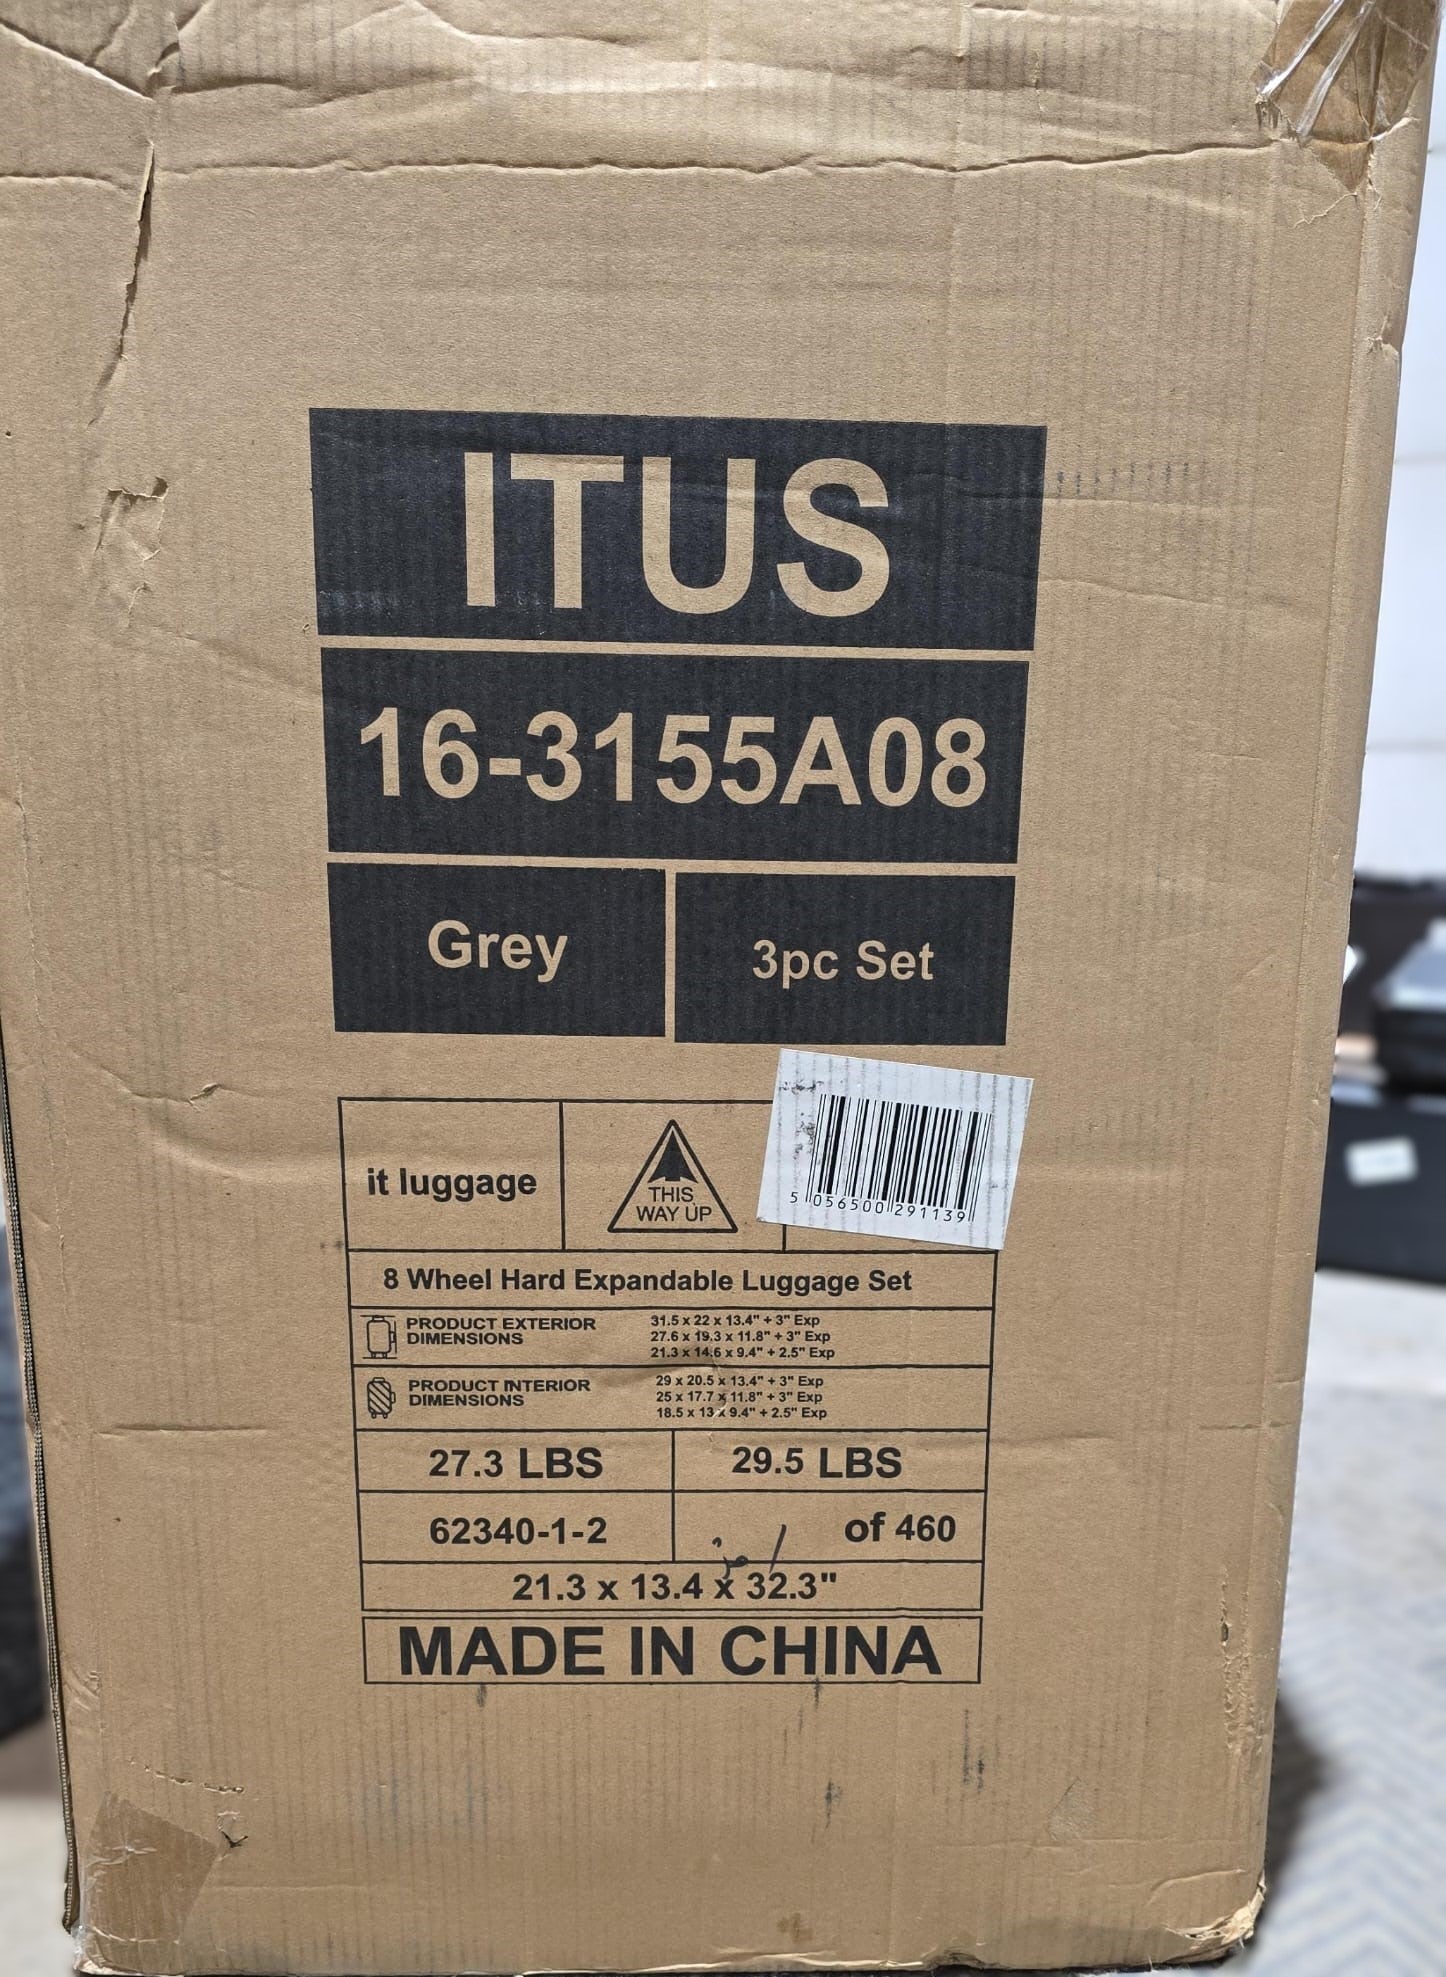 ITUS
16-3155A08
Grey
3pc Set
it luggage
THIS
WAY UP
5 056500 291139
8 Wheel Hard Expandable Luggage Set
PRODUCT EXTERIOR
DIMENSIONS
31.5 x 22 x 13.4" + 3" Exp
27.6 x 19.3 x 11.8" + 3" Exp
21.3 x 14.6 x 9.4" + 2.5" Exp
PRODUCT INTERIOR
DIMENSIONS
29 x 20.5 x 13.4" + 3" Exp
25 x 17.7 x 11.8" + 3" Exp
18.5 x 13 x 9.4" + 2.5" Exp
27.3 LBS
29.5 LBS
62340-1-2
of 460
21.3 x 13.4 x 32.3"
MADE IN CHINA